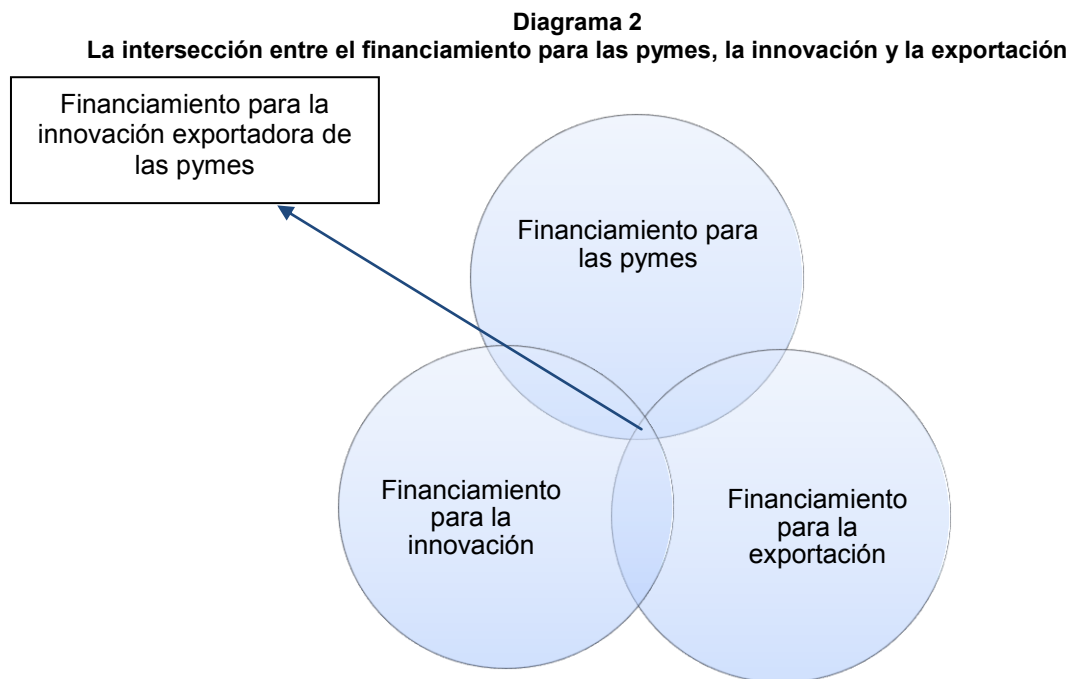 Diagrama 2
La intersección entre el financiamiento para las pymes, la innovación y la exportación
Financiamiento para la
innovación exportadora de
las pymes
Financiamiento para
las pymes
Financiamiento
para la
innovación
Financiamiento
para la
exportación